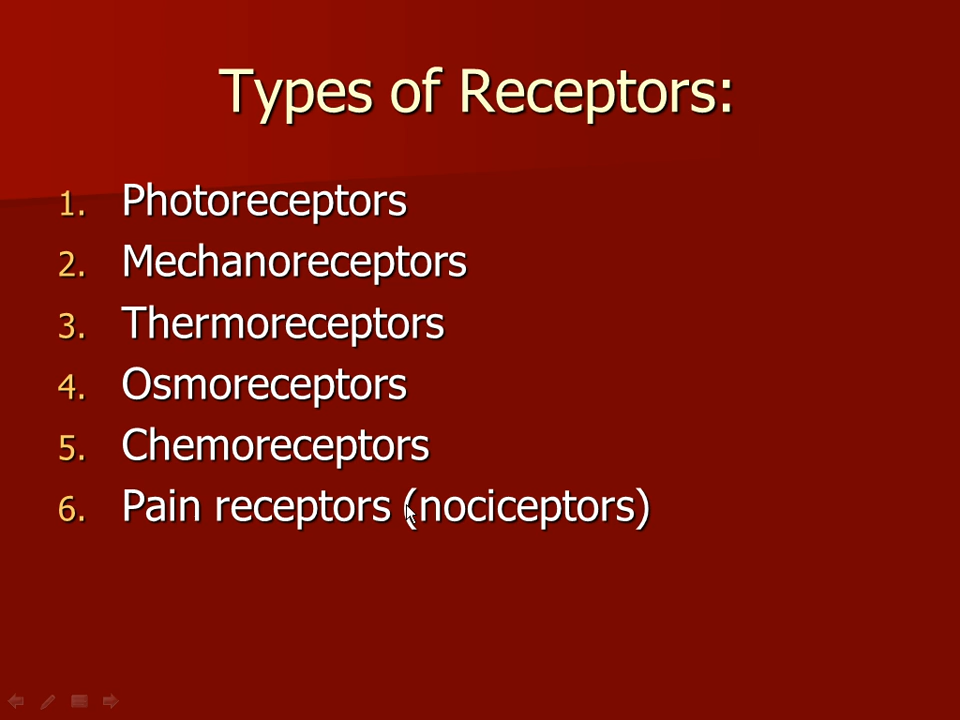 Types of Receptors:
1. Photoreceptors
2. Mechanoreceptors
3. Thermoreceptors
4. Osmoreceptors
5. Chemoreceptors
6. Pain receptors (nociceptors)